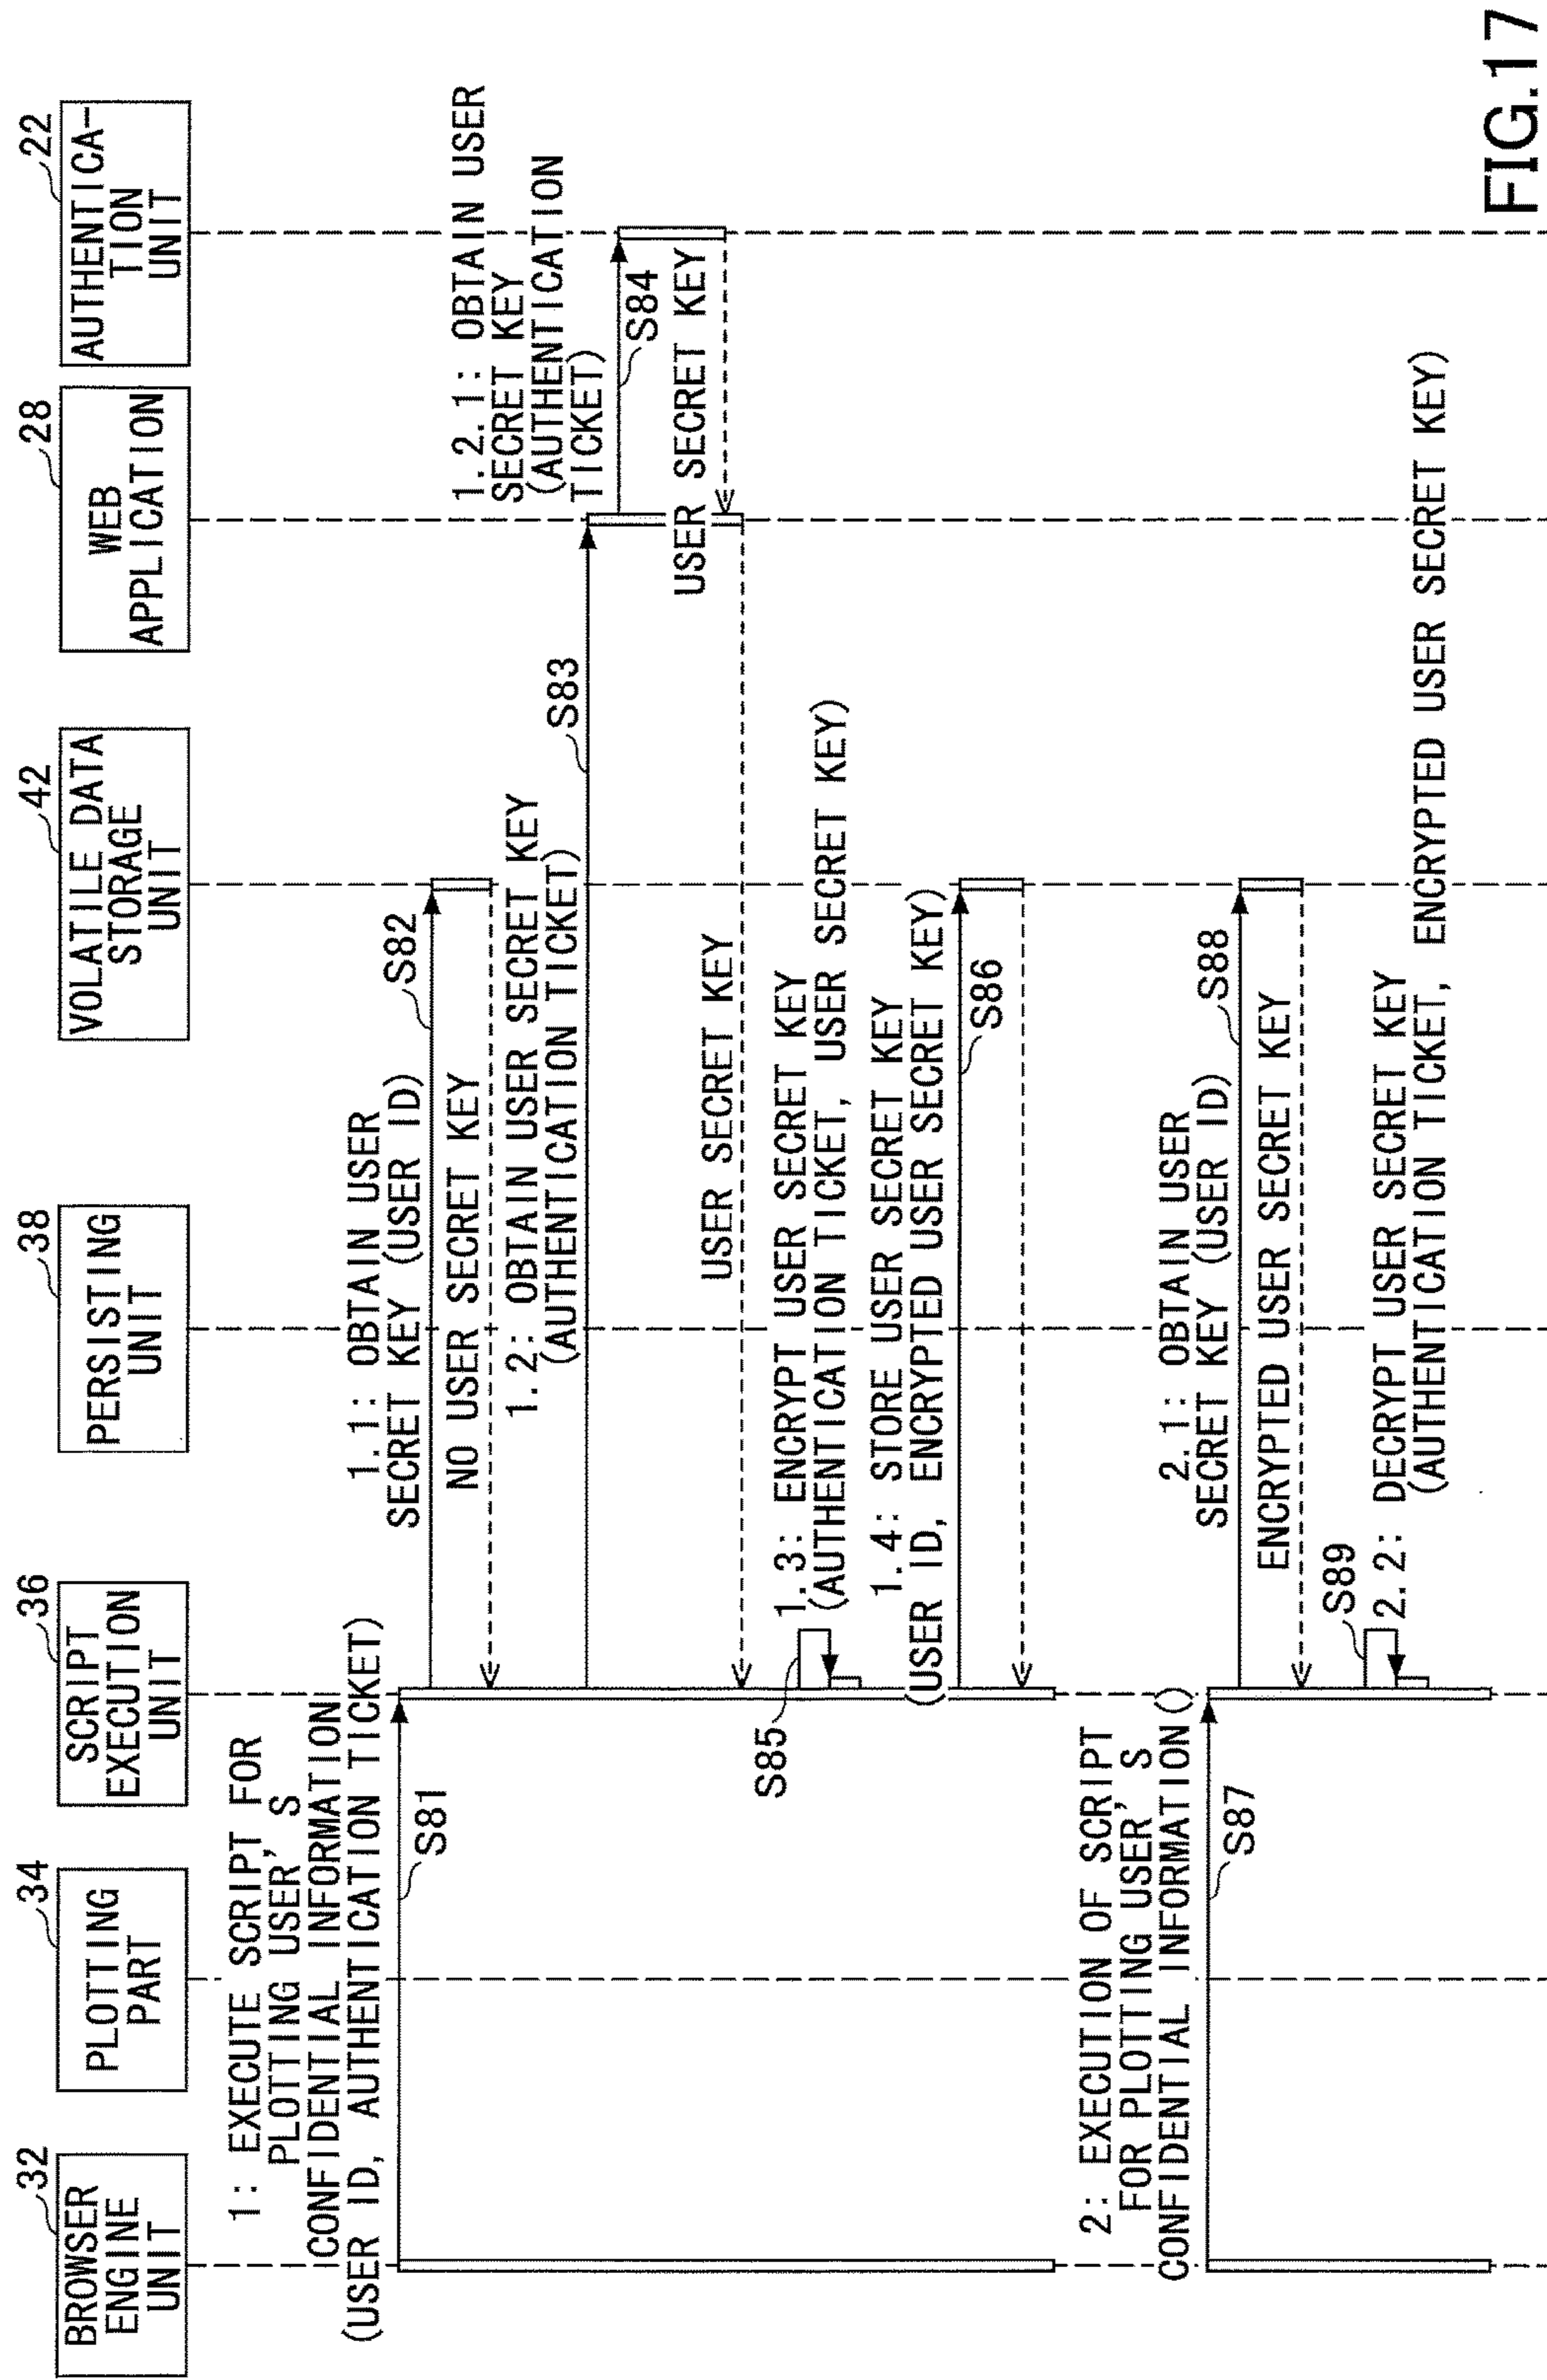 32
BROWSER
ENGINE
UNIT
34
PLOTTING
PART
36
SCRIPT
EXECUTION
UNIT
38
PERSISTING
UNIT
42
VOLATILE DATA
STORAGE
UNIT
28
WEB
APPLICATION
22
AUTHENTICA-
TION
UNIT
1: EXECUTE SCRIPT FOR
PLOTTING USER'S
CONFIDENTIAL INFORMATION
(USER ID, AUTHENTICATION TICKET)
S81
1.1: OBTAIN USER
SECRET KEY (USER ID)
S82
NO USER SECRET KEY
1.2: OBTAIN USER SECRET KEY
(AUTHENTICATION TICKET)
S83
1.2.1: OBTAIN USER
SECRET KEY
(AUTHENTICATION
TICKET)
S84
USER SECRET KEY
USER SECRET KEY
S85
1.3: ENCRYPT USER SECRET KEY
(AUTHENTICATION TICKET, USER SECRET KEY)
1.4: STORE USER SECRET KEY
(USER ID, ENCRYPTED USER SECRET KEY)
S86
2: EXECUTION OF SCRIPT
FOR PLOTTING USER'S
CONFIDENTIAL INFORMATION()
S87
2.1: OBTAIN USER
SECRET KEY (USER ID)
S88
ENCRYPTED USER SECRET KEY
S89
2.2: DECRYPT USER SECRET KEY
(AUTHENTICATION TICKET, ENCRYPTED USER SECRET KEY)
FIG.17